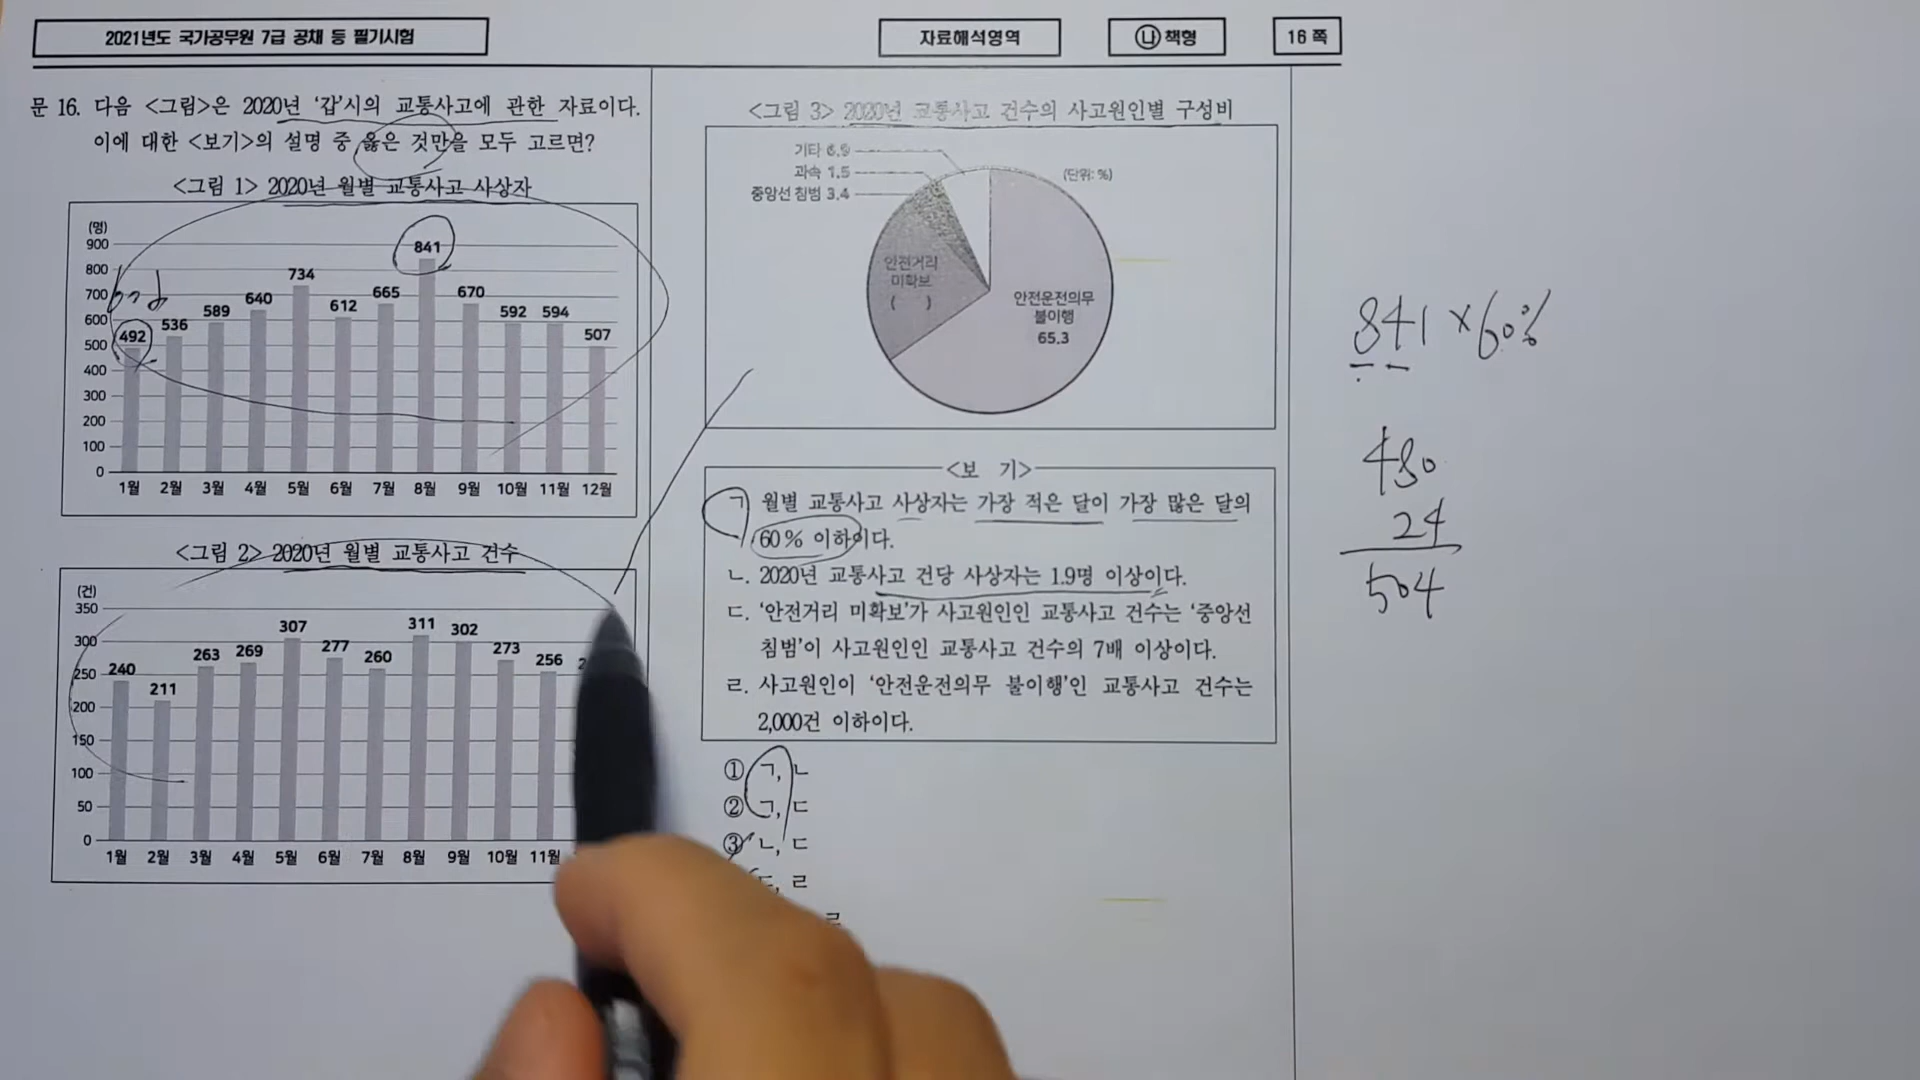 2021년도 국가공무원 7급 공채 등 필기시험
자료해석영역
나 책형
16 쪽
문 16. 다음 <그림>은 2020년 ‘갑’시의 교통사고에 관한 자료이다.
이에 대한 <보기>의 설명 중 옳은 것만을 모두 고르면?
<그림 1> 2020년 월별 교통사고 사상자
(명)
900
800
700
600
500
400
300
200
100
0
492
536
589
640
734
612
665
841
670
592
594
507
1월 2월 3월 4월 5월 6월 7월 8월 9월 10월 11월 12월
<그림 2> 2020년 월별 교통사고 건수
(건)
350
300
250
200
150
100
50
0
240
211
263
269
307
277
260
311
302
273
256
1월 2월 3월 4월 5월 6월 7월 8월 9월 10월 11월
<그림 3> 2020년 교통사고 건수의 사고원인별 구성비
(단위: %)
기타 6.9
과속 1.5
중앙선 침범 3.4
안전거리
미확보
( )
안전운전의무
불이행
65.3
<보 기>
ㄱ 월별 교통사고 사상자는 가장 적은 달이 가장 많은 달의
60% 이하이다.
ㄴ. 2020년 교통사고 건당 사상자는 1.9명 이상이다.
ㄷ. ‘안전거리 미확보’가 사고원인인 교통사고 건수는 ‘중앙선
침범’이 사고원인인 교통사고 건수의 7배 이상이다.
ㄹ. 사고원인이 ‘안전운전의무 불이행’인 교통사고 건수는
2,000건 이하이다.
① ㄱ, ㄴ
② ㄱ, ㄷ
③ ㄴ, ㄷ
ㄷ, ㄹ
ㄹ
841 × 60%
480
24
504